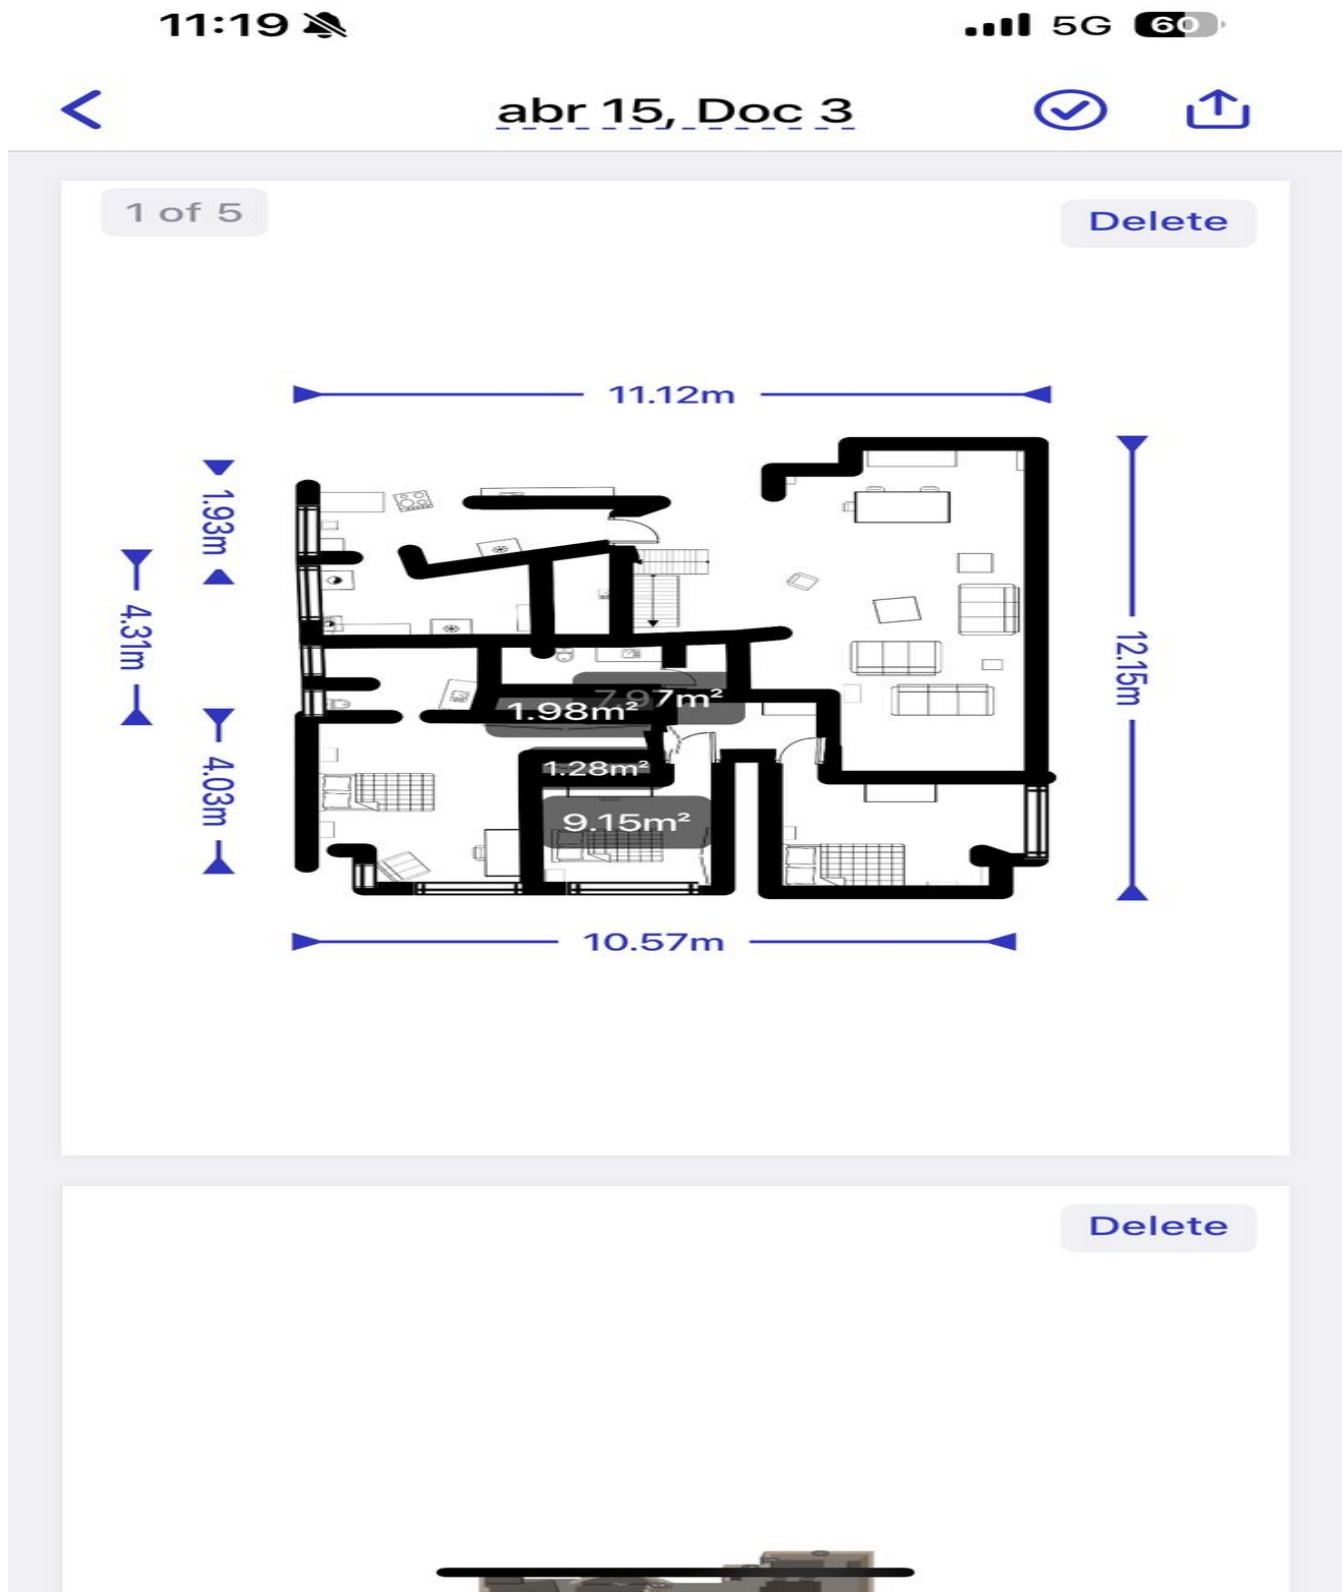 11:19 5G 60
abr 15, Doc 3
1 of 5 Delete
11.12m
1.93m
4.31m
12.15m
7.97m²
1.98m²
4.03m
1.28m²
9.15m²
10.57m
Delete